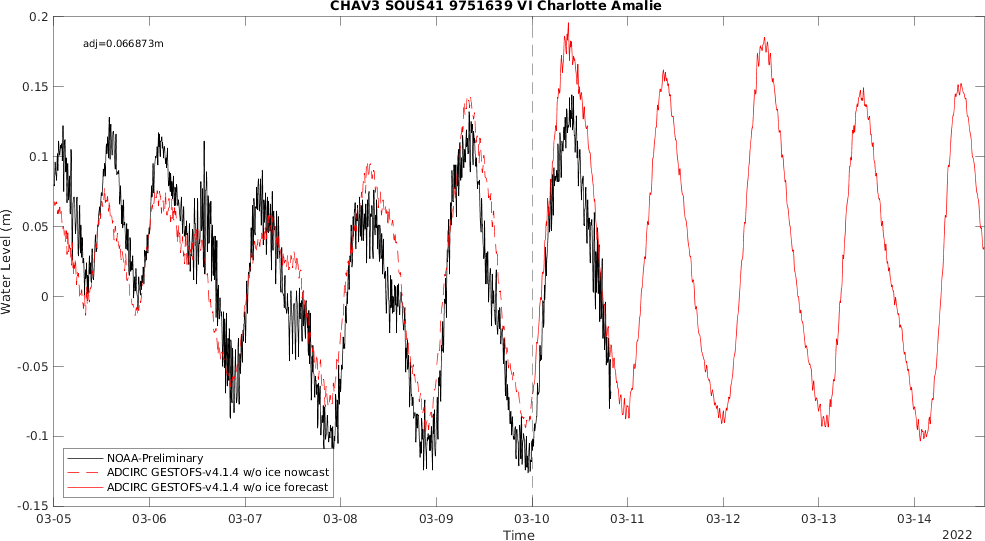 CHAV3 SOUS41 9751639 VI Charlotte Amalie
adj=0.066873m
0.2
0.15
0.1
0.05
0
-0.05
-0.1
-0.15
Water Level (m)
NOAA-Preliminary
ADCIRC GESTOFS-v4.1.4 w/o ice nowcast
ADCIRC GESTOFS-v4.1.4 w/o ice forecast
03-05 03-06 03-07 03-08 03-09 03-10 03-11 03-12 03-13 03-14
Time
2022